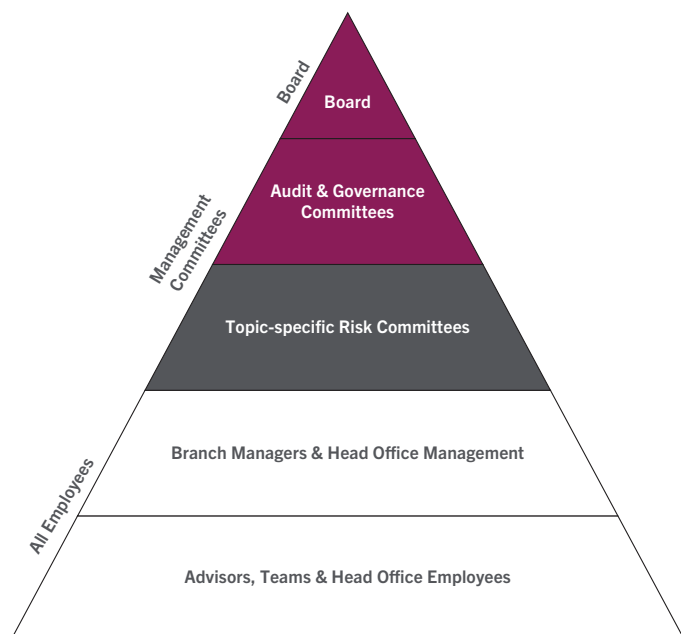 Board
Board
Management
Committees
Audit & Governance
Committees
Topic-specific Risk Committees
Branch Managers & Head Office Management
All Employees
Advisors, Teams & Head Office Employees